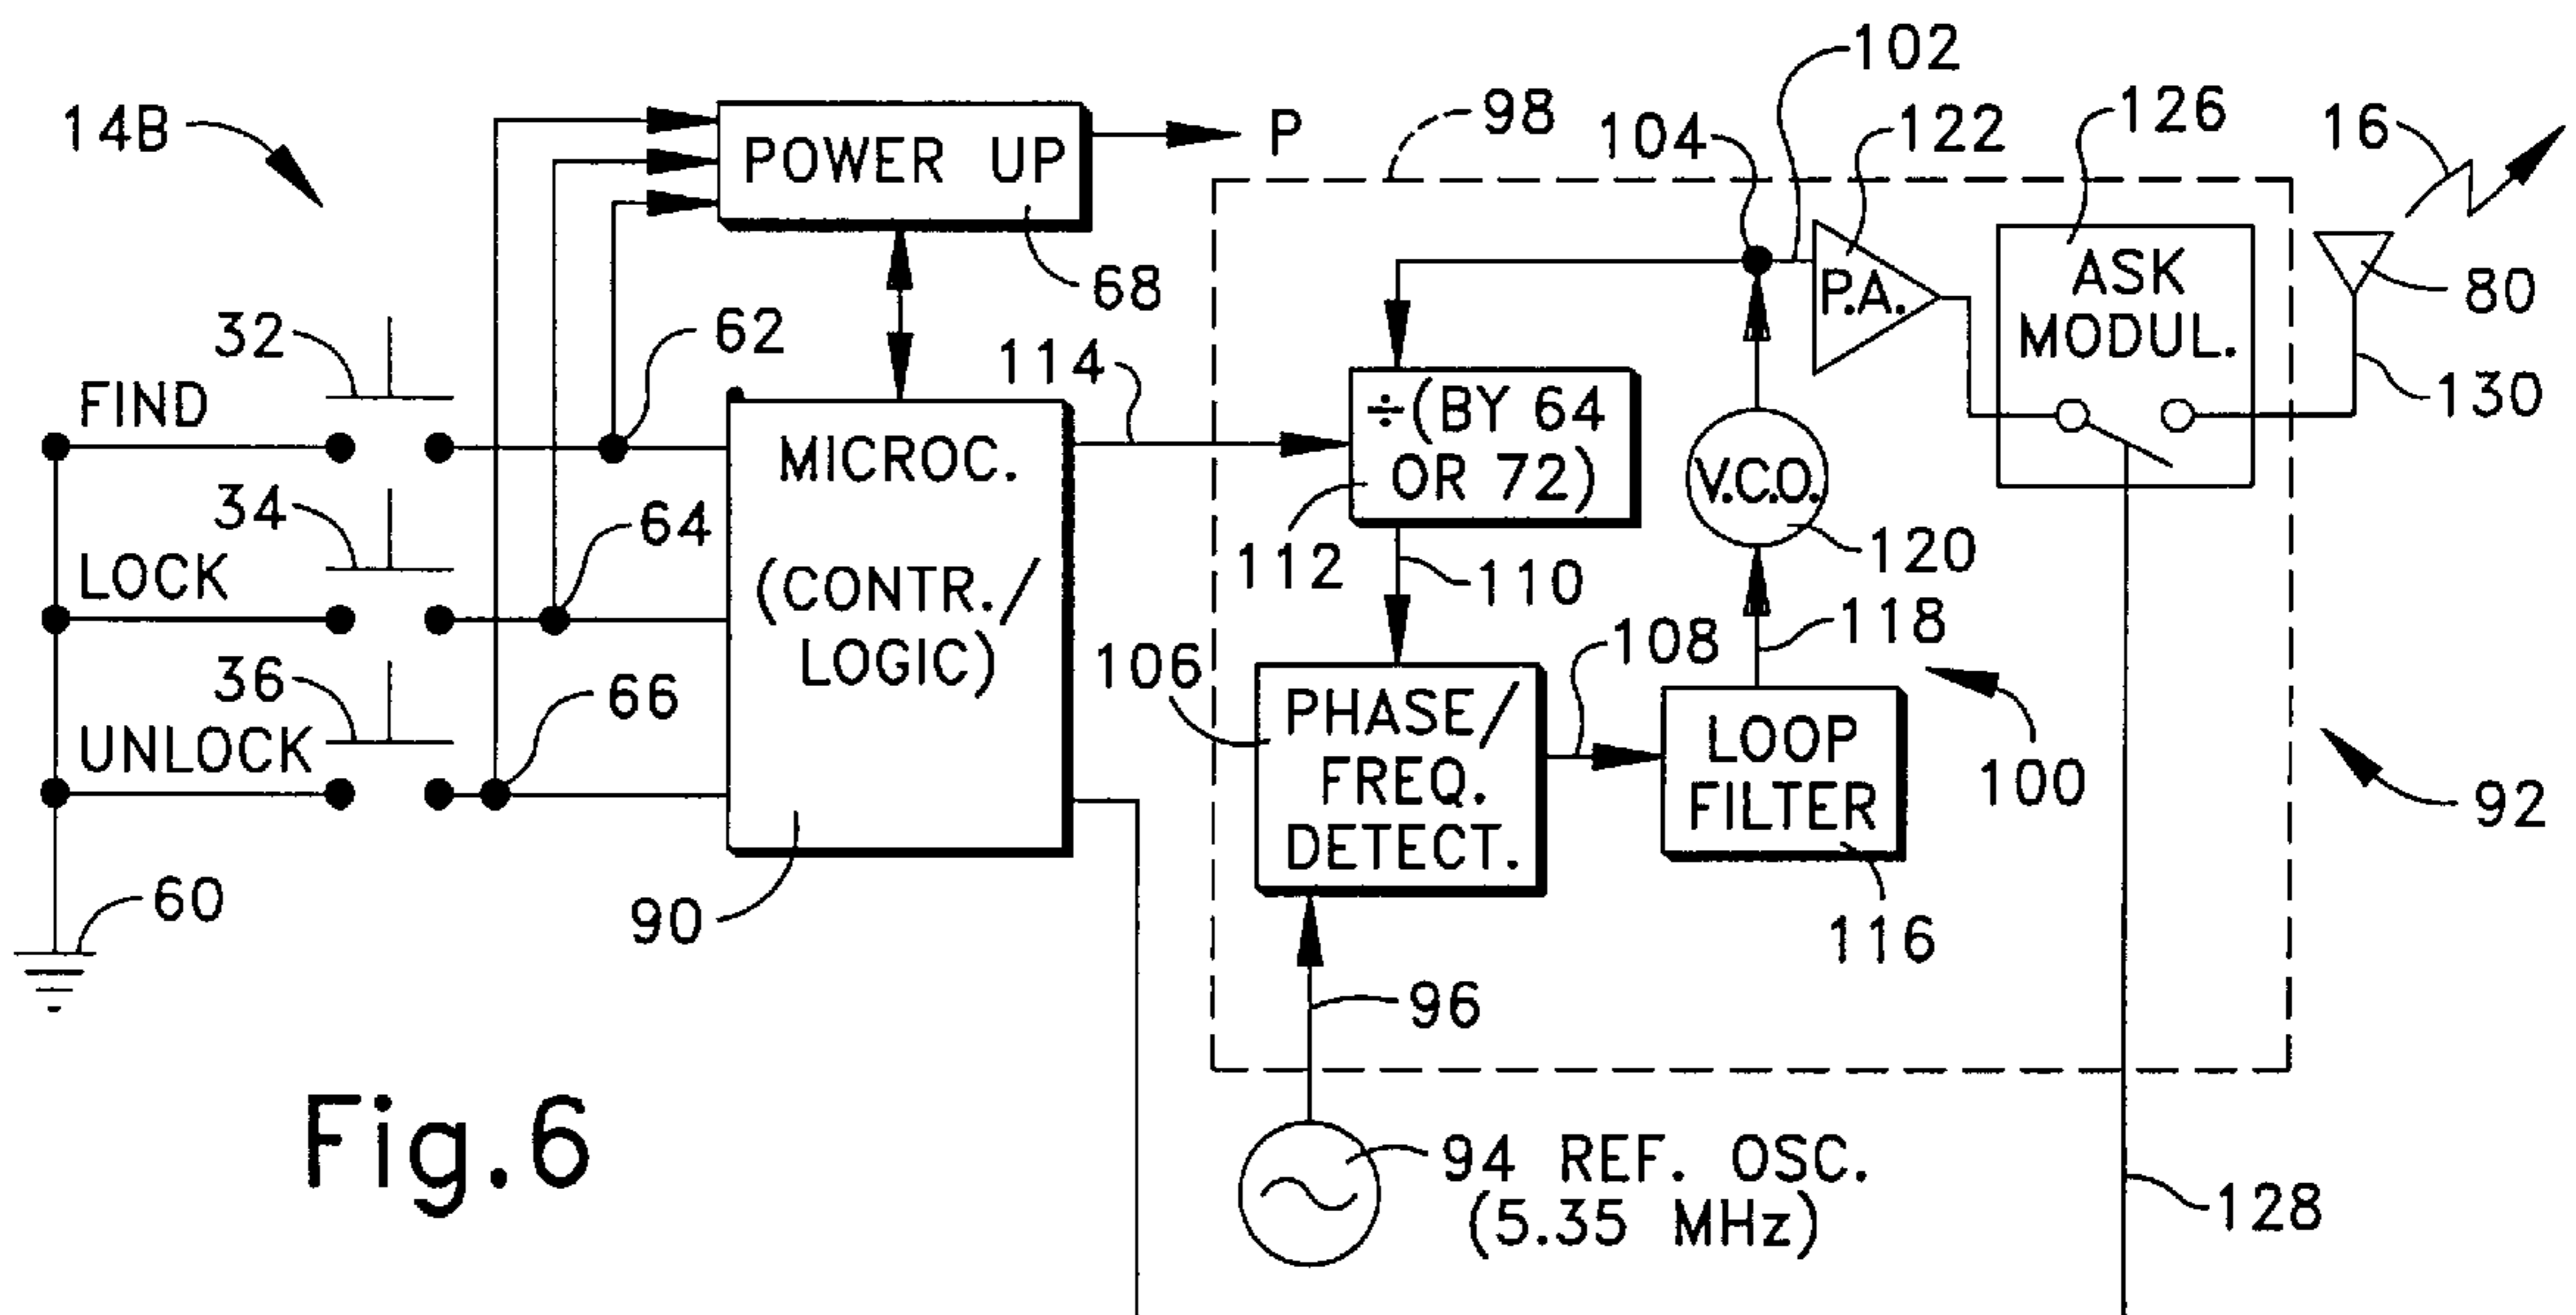 14B
POWER UP
P
98
102
104
122
126
16
68
32
FIND
62
114
÷(BY 64
OR 72)
P.A.
ASK
MODUL.
80
130
34
LOCK
64
MICROC.
(CONTR./
LOGIC)
112
110
V.C.O.
120
36
UNLOCK
66
106
PHASE/
FREQ.
DETECT.
108
118
LOOP
FILTER
100
92
60
90
96
116
Fig.6
94 REF. OSC.
(5.35 MHz)
128